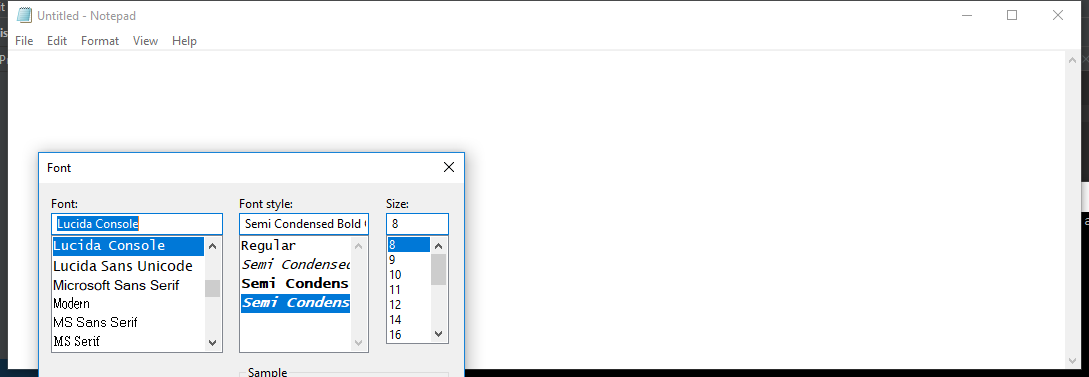 Untitled - Notepad
File Edit Format View Help
Font
Font: Font style: Size:
Lucida Console Semi Condensed Bold 8
Lucida Console Regular 8
Lucida Sans Unicode Semi Condensed 9
Microsoft Sans Serif Semi Condens 10
Modern Semi Condens 11
MS Sans Serif 12
MS Serif 14
16
Sample